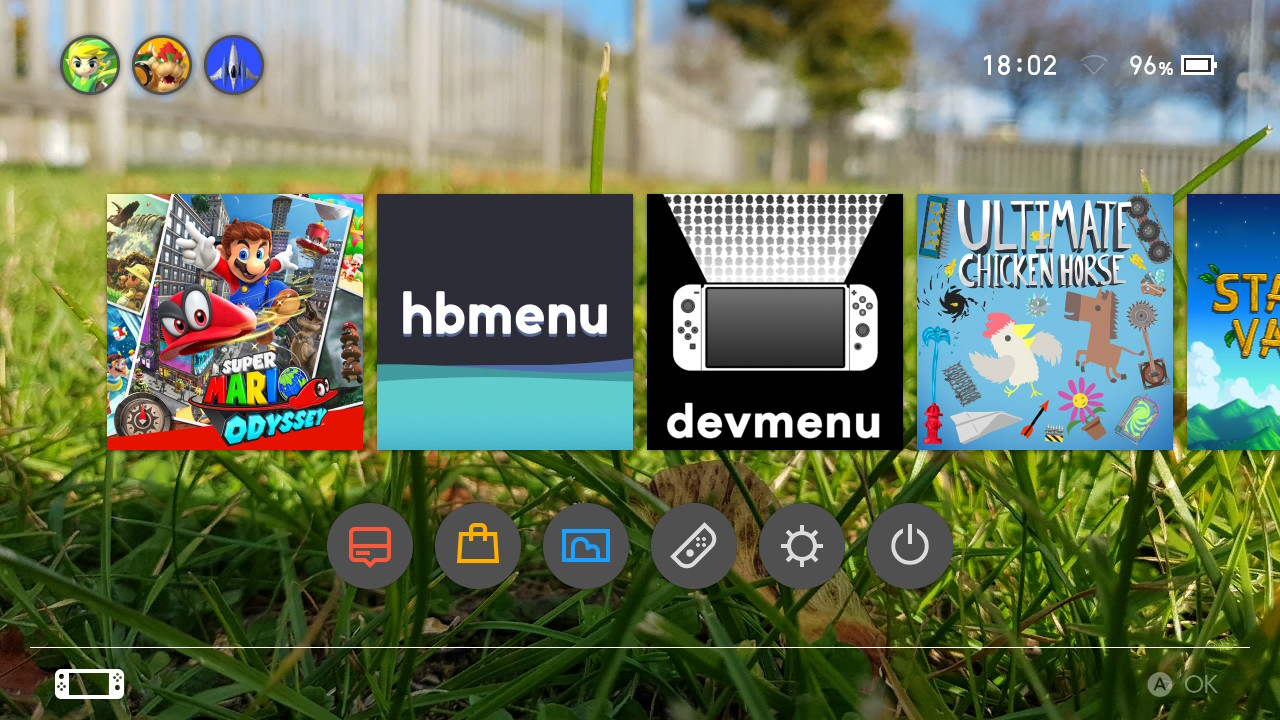 18:02
96%
SUPER
MARIO
ODYSSEY
hbmenu
devmenu
ULTIMATE
CHICKEN HORSE
A OK